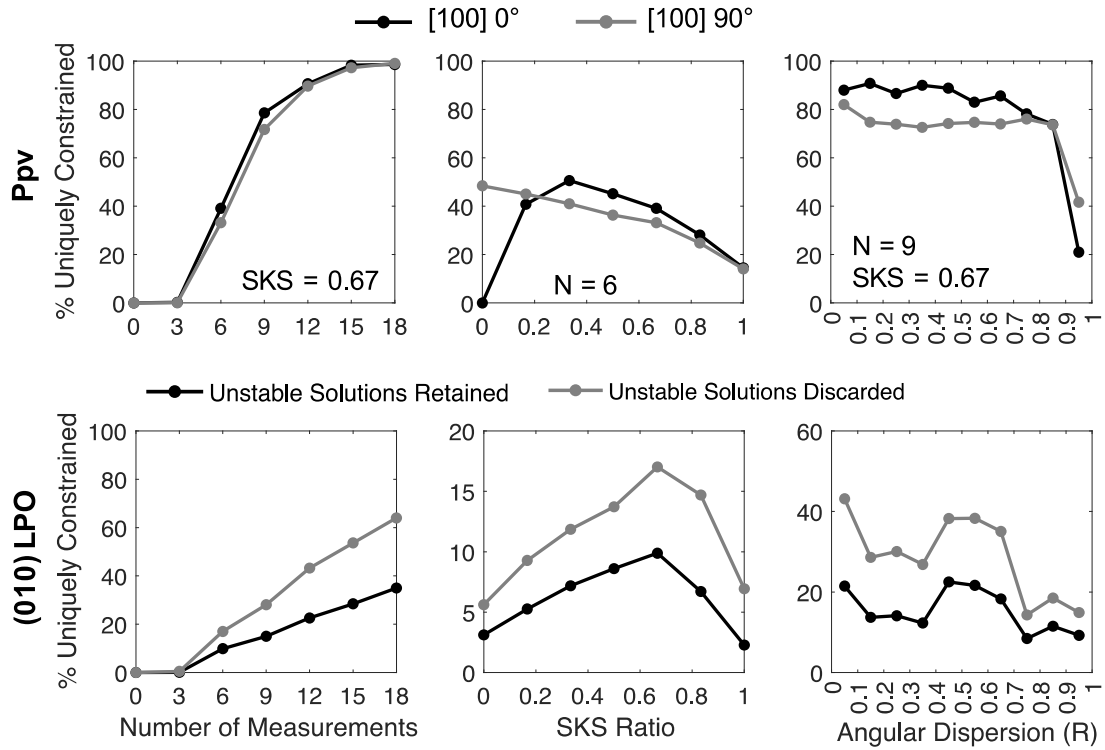 [100] 0° [100] 90°
Ppv
% Uniquely Constrained
100
80
60
40
20
0
SKS = 0.67
0 3 6 9 12 15 18
100
80
60
40
20
0
N = 6
0 0.2 0.4 0.6 0.8 1
100
80
60
40
20
0
N = 9
SKS = 0.67
0 0.1 0.2 0.3 0.4 0.5 0.6 0.7 0.8 0.9 1
Unstable Solutions Retained Unstable Solutions Discarded
(010) LPO
% Uniquely Constrained
100
80
60
40
20
0
0 3 6 9 12 15 18
Number of Measurements
20
15
10
5
0
0 0.2 0.4 0.6 0.8 1
SKS Ratio
60
40
20
0
0 0.1 0.2 0.3 0.4 0.5 0.6 0.7 0.8 0.9 1
Angular Dispersion (R)